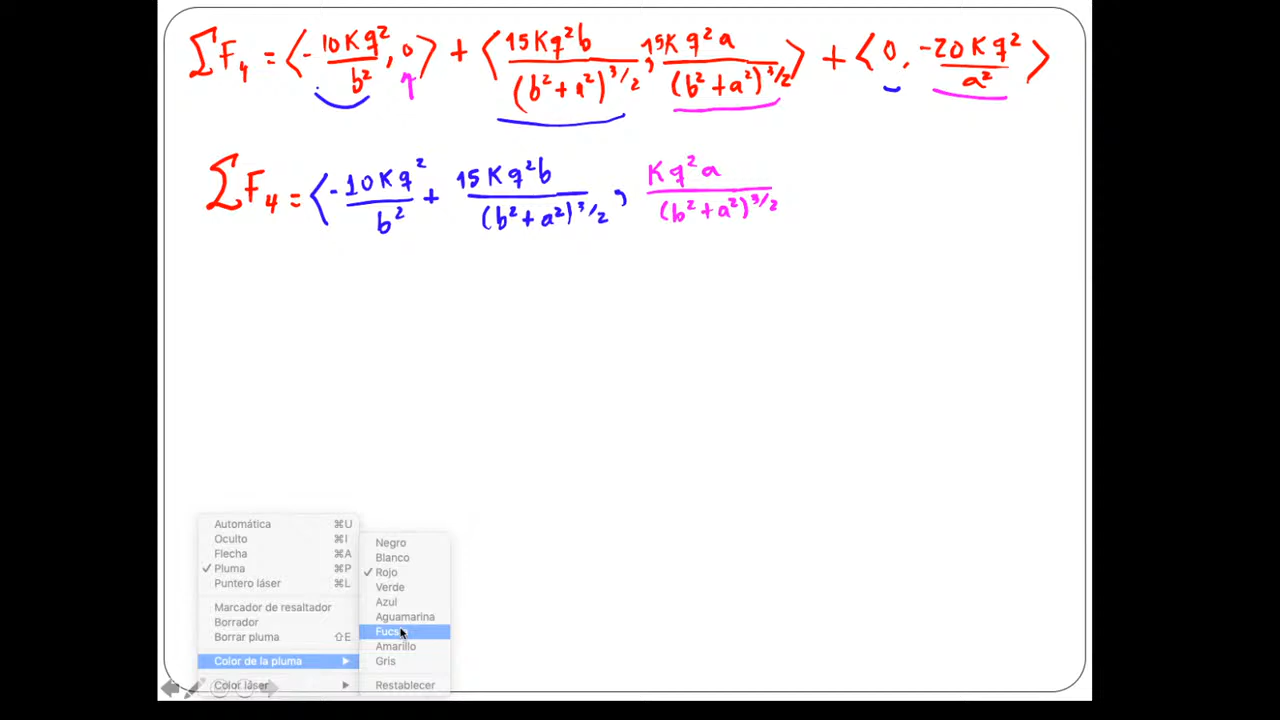 ∑F₄ = ⟨-10Kq²/b², 0⟩ + ⟨15Kq²b/(b²+a²)^3/2, 15Kq²a/(b²+a²)^3/2⟩ + ⟨0, -20Kq²/a²⟩
∑F₄ = ⟨-10Kq²/b² + 15Kq²b/(b²+a²)^3/2, Kq²a/(b²+a²)^3/2
Automática ⌘U
Oculto ⌘I
Flecha ⌘A
✓ Pluma ⌘P
Puntero láser ⌘L
Marcador de resaltador
Borrador
Borrar pluma ⇧E
Color de la pluma ▶
Color láser ▶
Negro
Blanco
✓ Rojo
Verde
Azul
Aguamarina
Amarillo
Gris
Restablecer